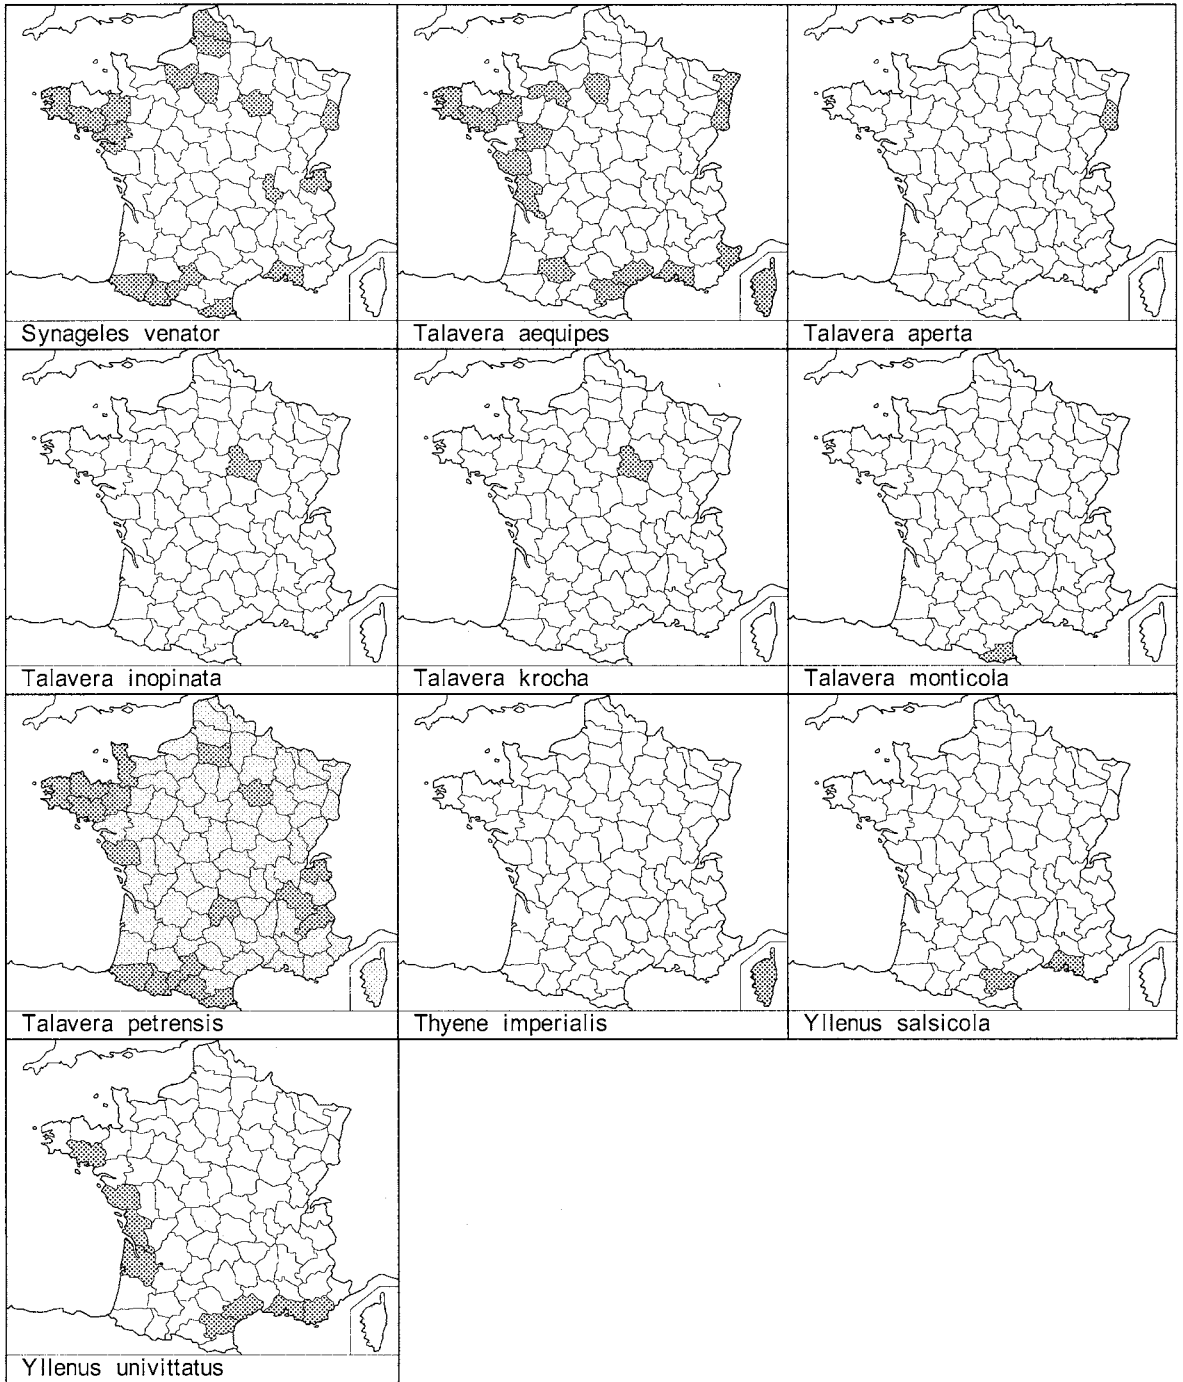 Synageles venator
Talavera aequipes
Talavera aperta
Talavera inopinata
Talavera krocha
Talavera monticola
Talavera petrensis
Thyene imperialis
Yllenus salsicola
Yllenus univittatus